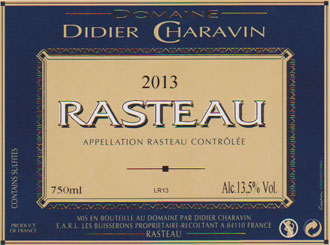 DOMAINE
DIDIER CHARAVIN
2013
RASTEAU
APPELLATION RASTEAU CONTRÔLÉE
CONTAINS SULFITES
750ml
LR13
Alc.13,5% Vol.
PRODUCT
OF FRANCE
MIS EN BOUTEILLE AU DOMAINE PAR DIDIER CHARAVIN
E.A.R.L. LES BUISSERONS PROPRIETAIRE-RECOLTANT A 84110 FRANCE
RASTEAU